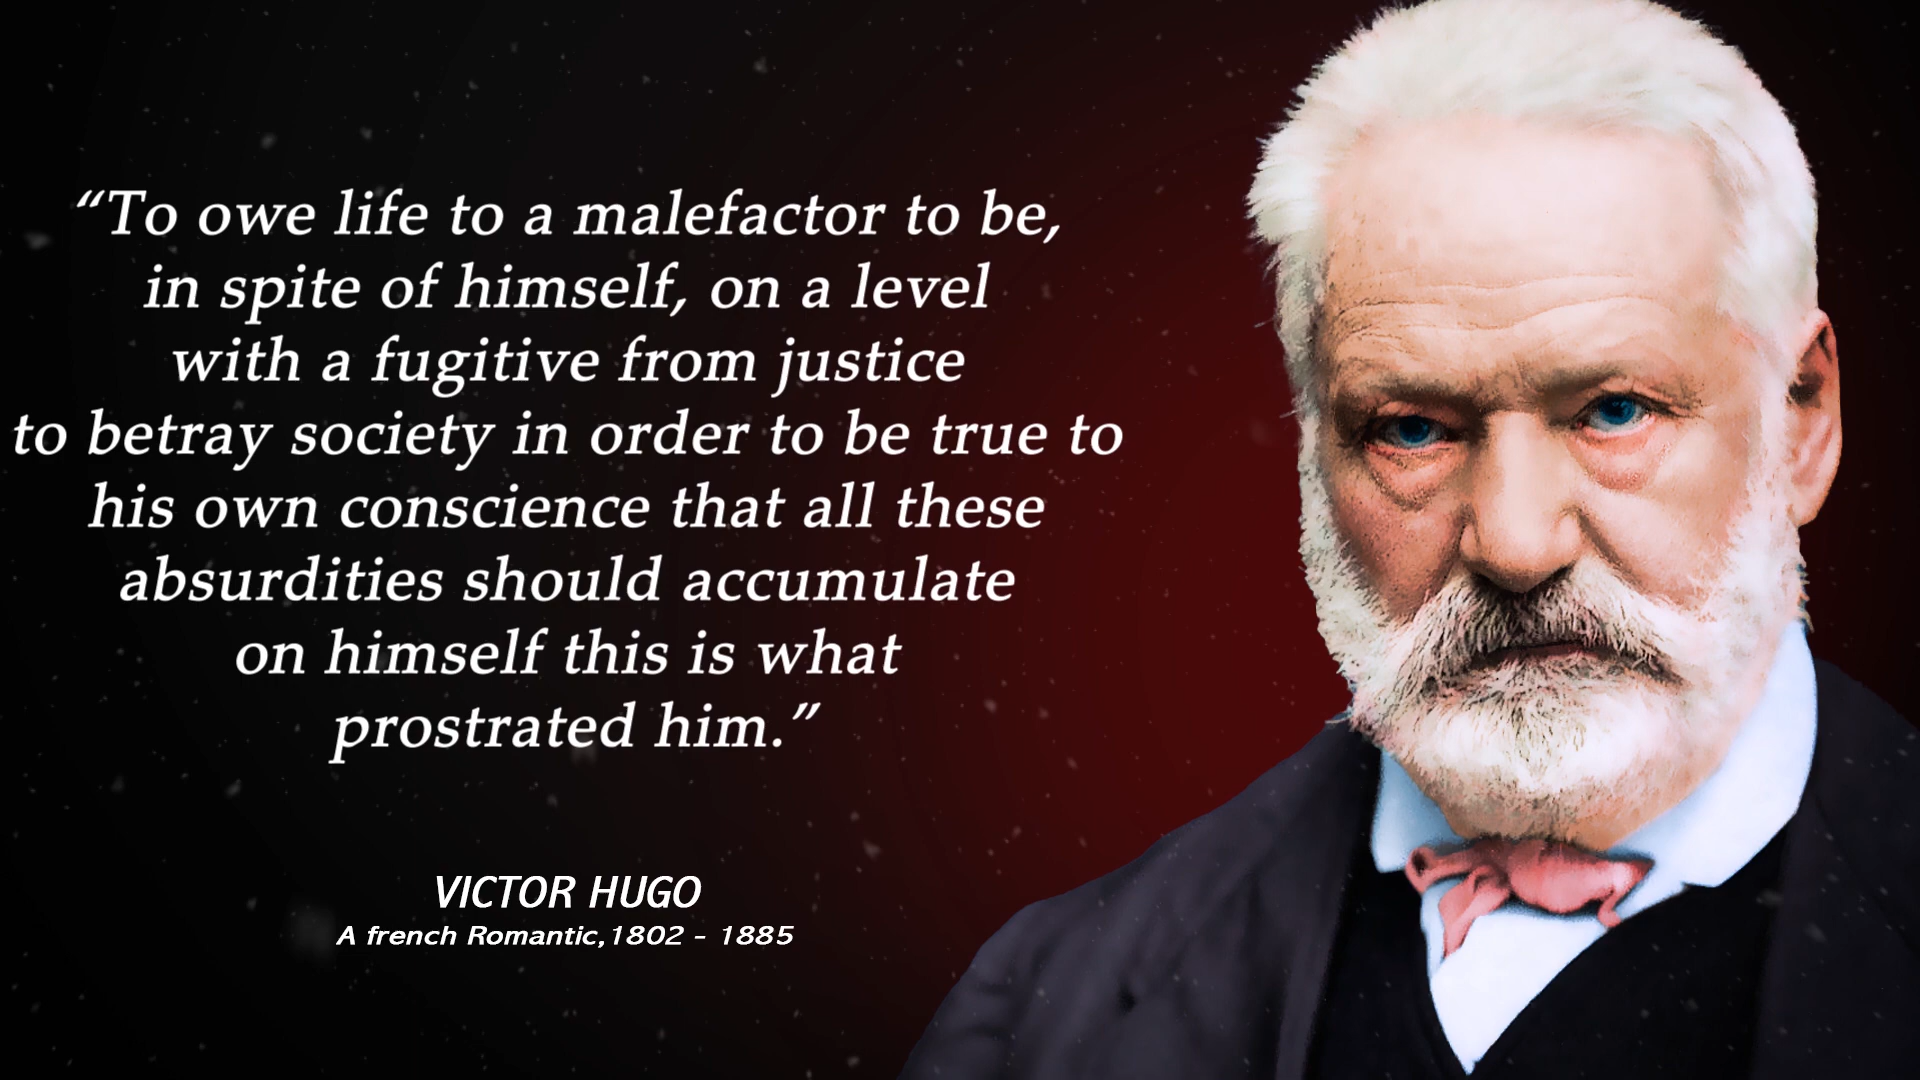 “To owe life to a malefactor to be,
in spite of himself, on a level
with a fugitive from justice
to betray society in order to be true to
his own conscience that all these
absurdities should accumulate
on himself this is what
prostrated him.”
VICTOR HUGO
A french Romantic,1802 - 1885